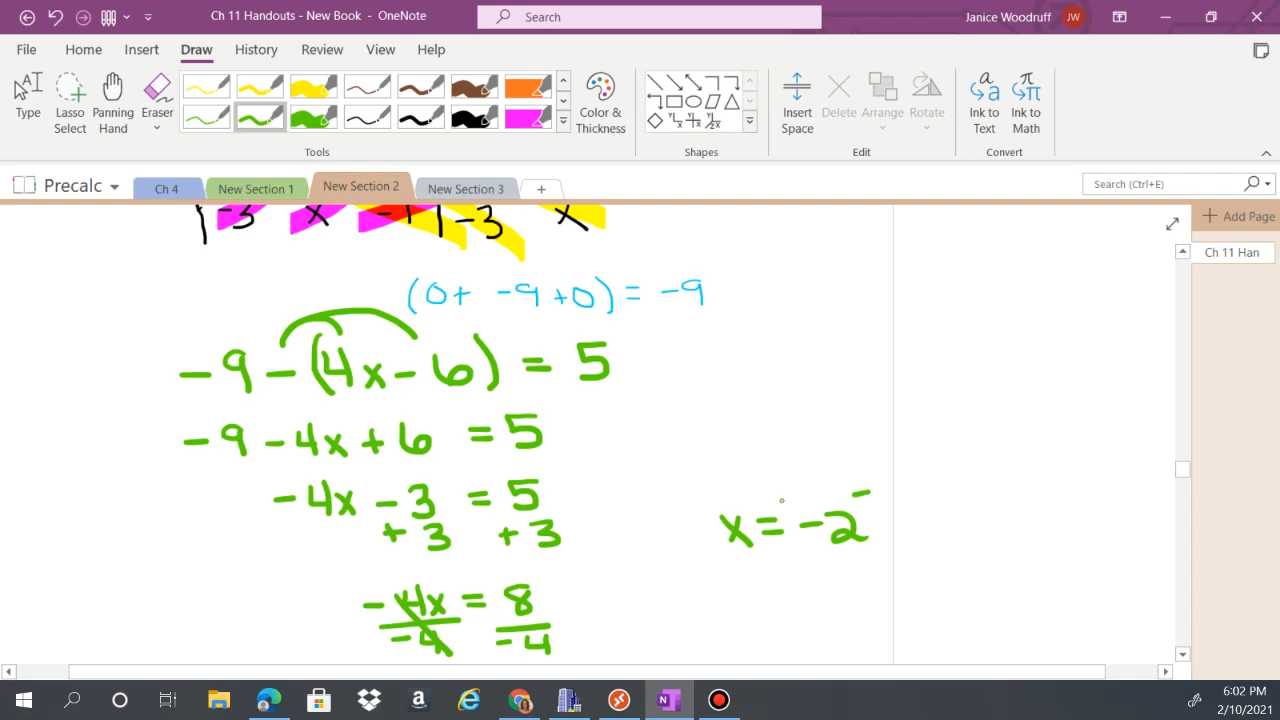 Ch 11 Handouts - New Book - OneNote
Search
Janice Woodruff
JW
File Home Insert Draw History Review View Help
Type
Lasso Select
Panning Hand
Eraser
Color & Thickness
Insert Space
Delete
Arrange
Rotate
Ink to Text
Ink to Math
Tools
Shapes
Edit
Convert
Precalc
Ch 4
New Section 1
New Section 2
New Section 3
+
Search (Ctrl+E)
+ Add Page
Ch 11 Han
-3 x -1 | -3 x
(0+ -9 +0) = -9
-9 - (4x - 6) = 5
-9 - 4x + 6 = 5
-4x - 3 = 5
+3 +3
x = -2
-4x = 8
-4 -4
6:02 PM
2/10/2021